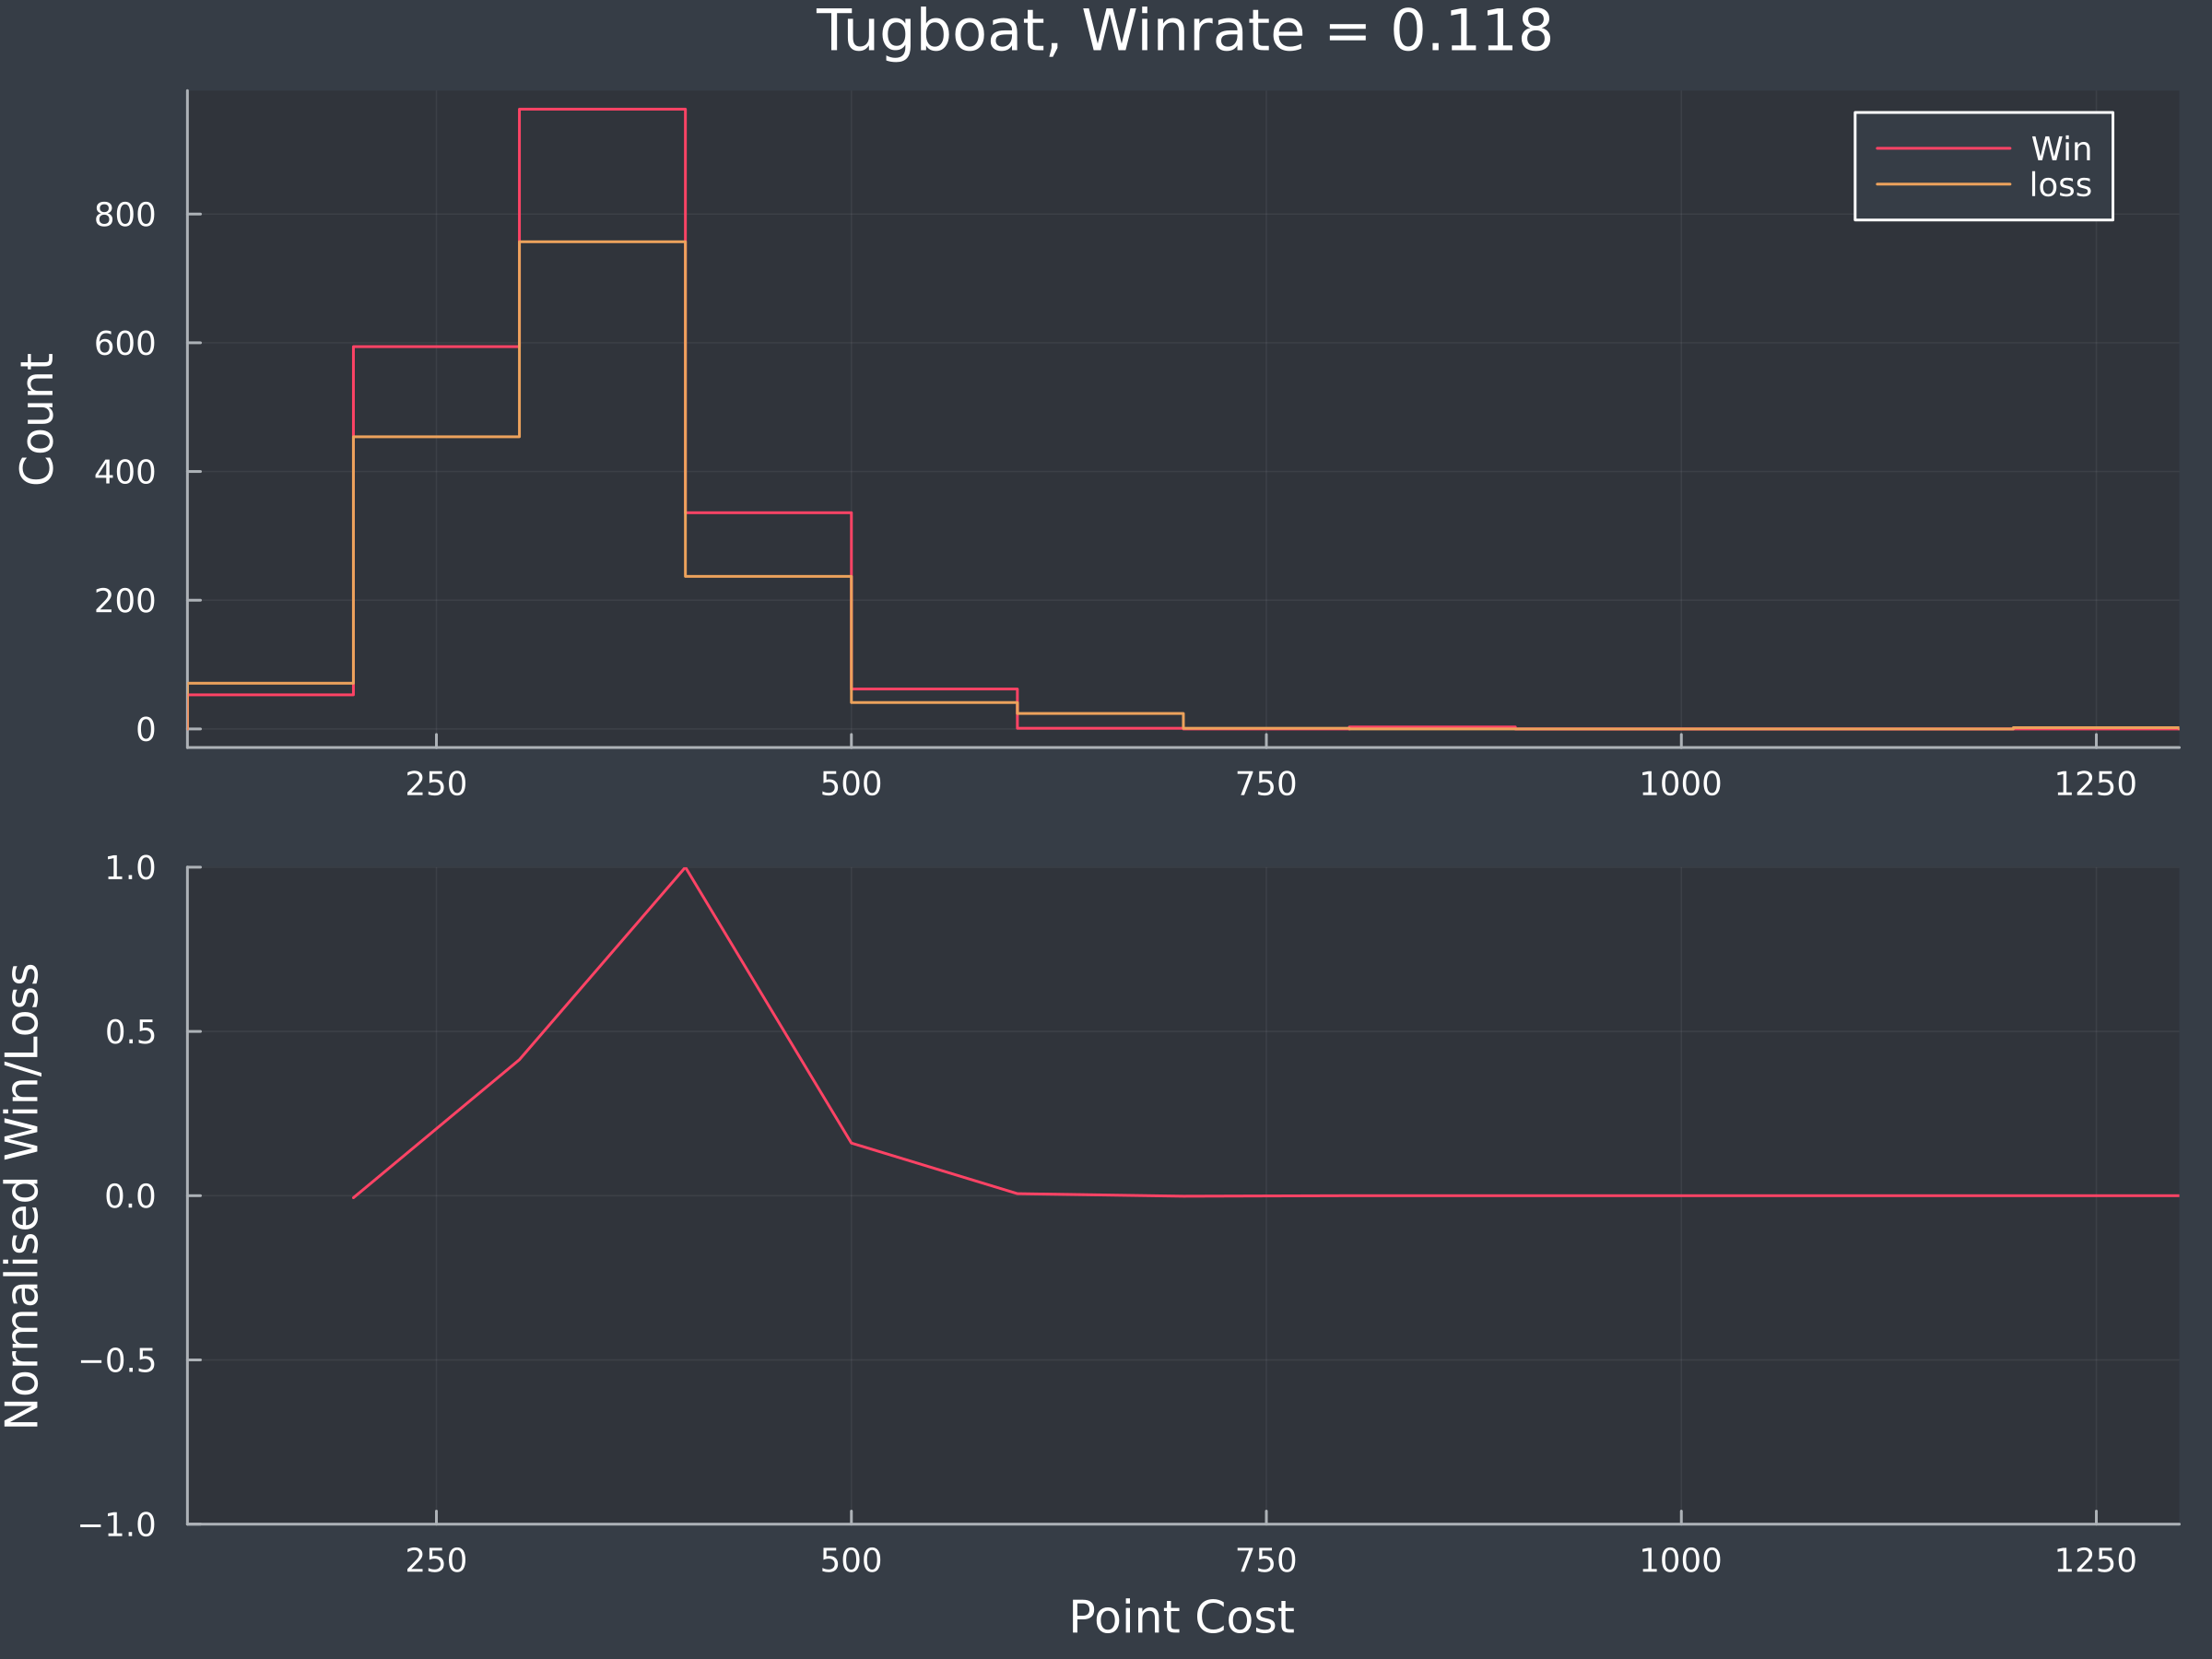 Tugboat, Winrate = 0.118
Count
800
600
400
200
0
Win
loss
250 500 750 1000 1250
Normalised Win/Loss
1.0
0.5
0.0
−0.5
−1.0
250 500 750 1000 1250
Point Cost